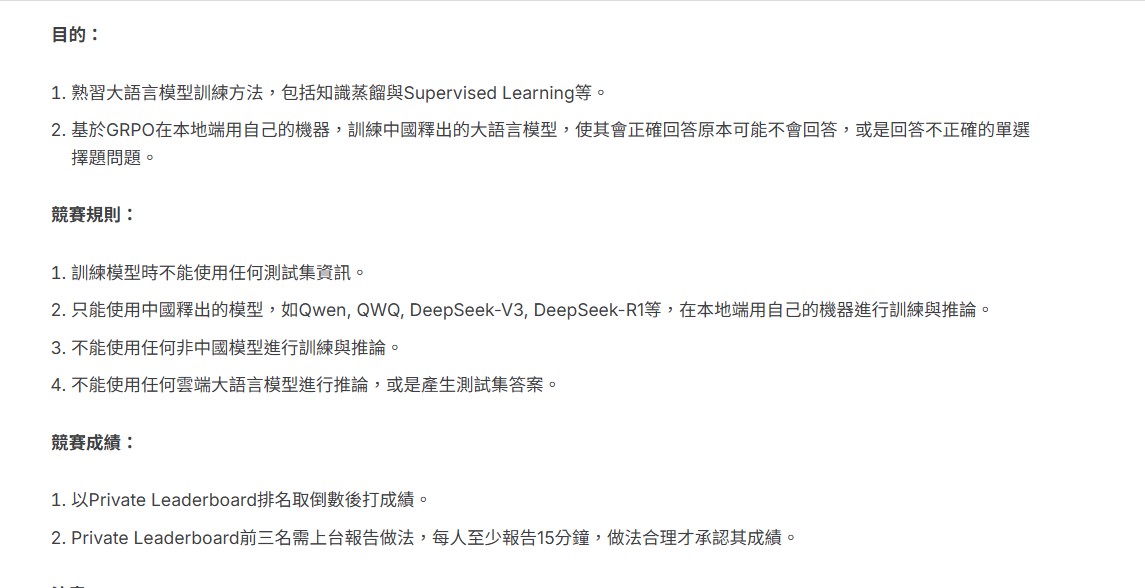 目的：
1. 熟習大語言模型訓練方法，包括知識蒸餾與Supervised Learning等。
2. 基於GRPO在本地端用自己的機器，訓練中國釋出的大語言模型，使其會正確回答原本可能不會回答，或是回答不正確的單選
擇題問題。
競賽規則：
1. 訓練模型時不能使用任何測試集資訊。
2. 只能使用中國釋出的模型，如Qwen, QWQ, DeepSeek-V3, DeepSeek-R1等，在本地端用自己的機器進行訓練與推論。
3. 不能使用任何非中國模型進行訓練與推論。
4. 不能使用任何雲端大語言模型進行推論，或是產生測試集答案。
競賽成績：
1. 以Private Leaderboard排名取倒數後打成績。
2. Private Leaderboard前三名需上台報告做法，每人至少報告15分鐘，做法合理才承認其成績。